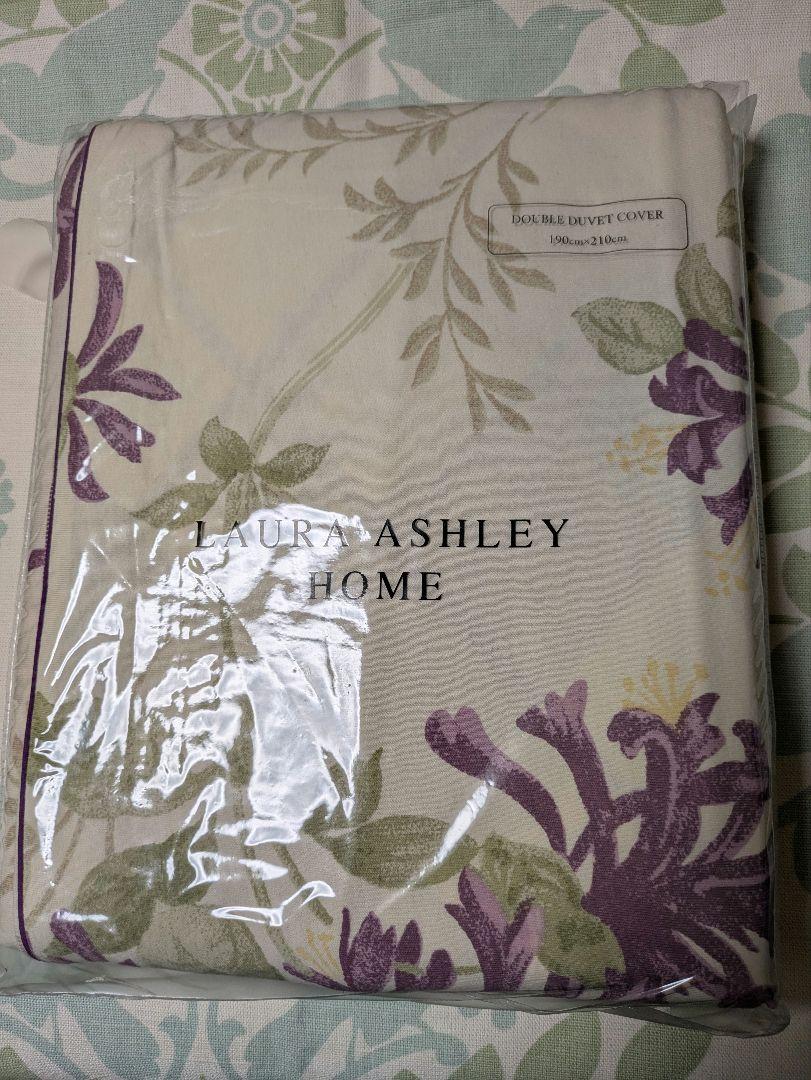 DOUBLE DUVET COVER
190cm×210cm
LAURA ASHLEY
HOME